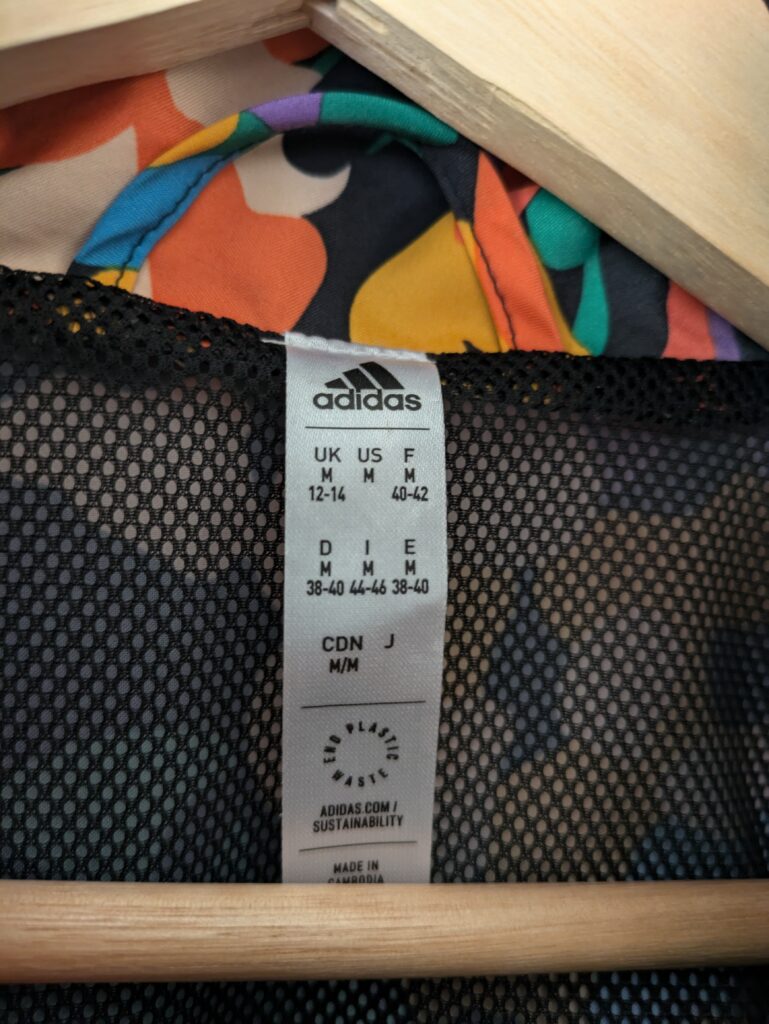 adidas
UK US F
M M M
12-14 40-42
D I E
M M M
38-40 44-46 38-40
CDN J
M/M
END PLASTIC WASTE
ADIDAS.COM/
SUSTAINABILITY
MADE IN
CAMBODIA